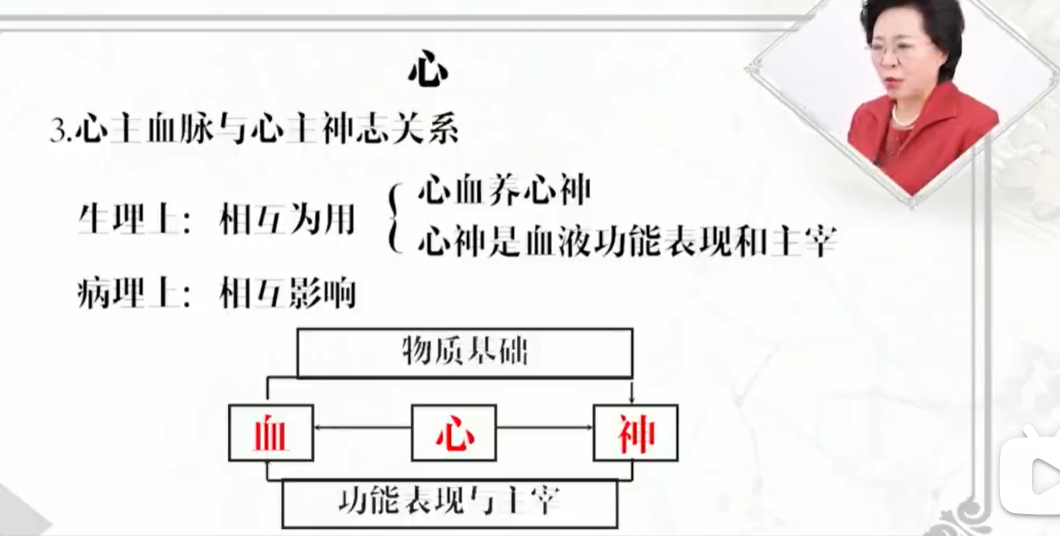 心
3.心主血脉与心主神志关系
生理上：相互为用
心血养心神
心神是血液功能表现和主宰
病理上：相互影响
物质基础
血
心
神
功能表现与主宰